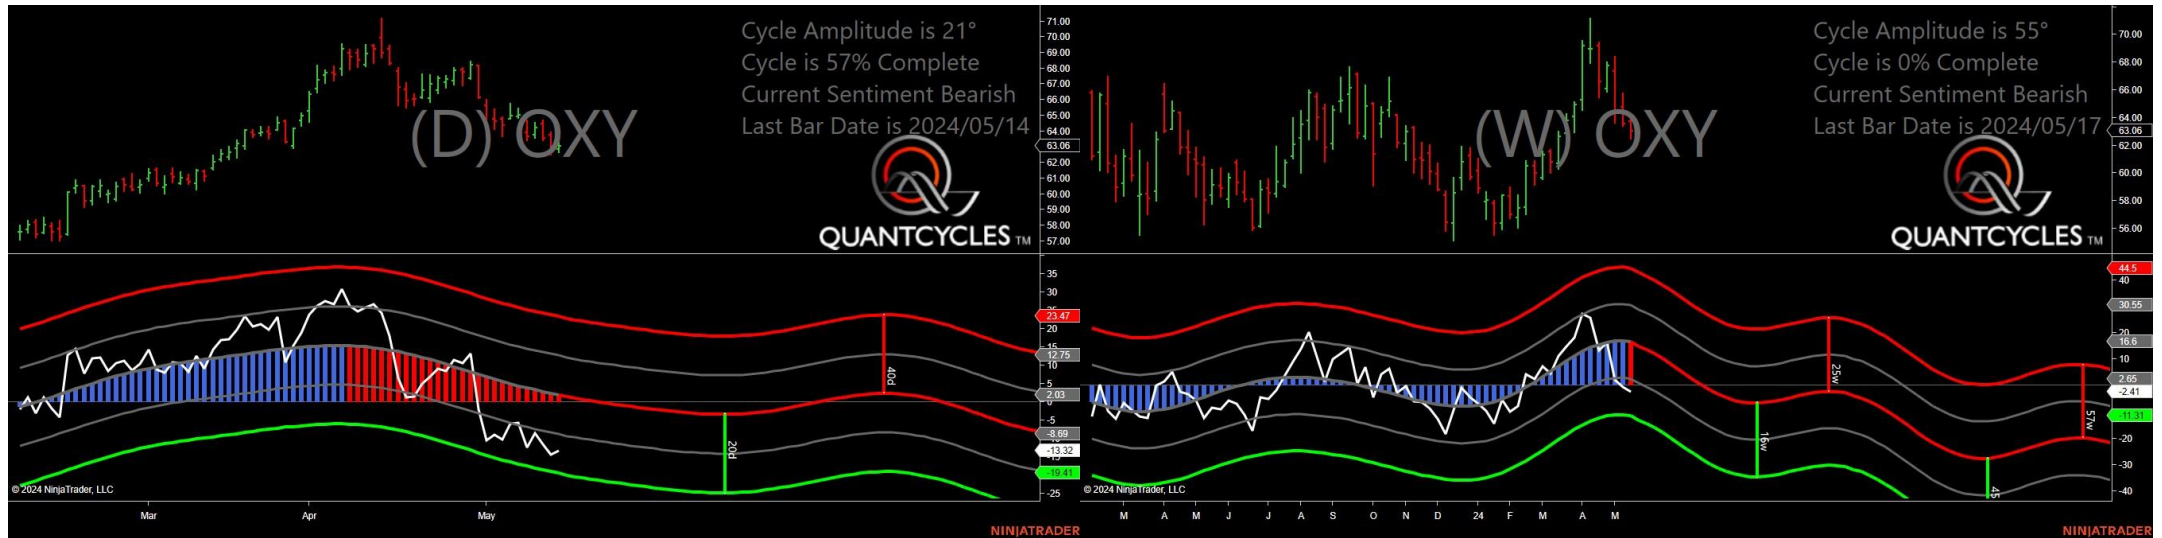 Cycle Amplitude is 21°
Cycle is 57% Complete
Current Sentiment Bearish
Last Bar Date is 2024/05/14
(D) OXY
QUANTCYCLES TM
71.00
70.00
69.00
68.00
67.00
66.00
65.00
64.00
63.06
62.00
61.00
60.00
59.00
58.00
57.00
35
30
25
23.47
20
15
12.75
10
5
2.03
0
-5
-8.69
-13.32
-19.41
-25
40d
20d
© 2024 NinjaTrader, LLC
Mar
Apr
May
NINJATRADER
Cycle Amplitude is 55°
Cycle is 0% Complete
Current Sentiment Bearish
Last Bar Date is 2024/05/17
(W) OXY
QUANTCYCLES TM
70.00
68.00
66.00
64.00
63.06
62.00
60.00
58.00
56.00
44.5
40
30.55
20
16.6
10
2.65
-2.41
-11.31
-20
-30
-40
25w
16w
57w
45
© 2024 NinjaTrader, LLC
M
A
M
J
J
A
S
O
N
D
24
F
M
A
M
NINJATRADER